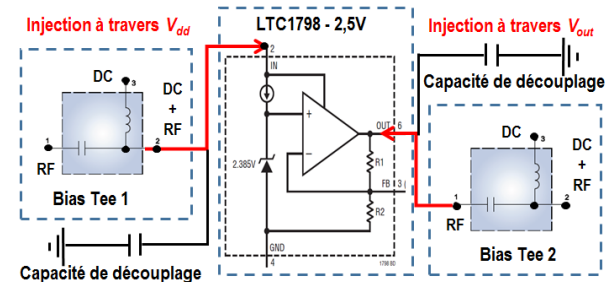 Injection à travers Vdd
LTC1798 - 2,5V
Injection à travers Vout
2
IN
DC
3
DC
+
RF
1
2
RF
Bias Tee 1
Capacité de découplage
+
–
2.385V
OUT
6
R1
FB
3
R2
GND
4
1798 BD
Capacité de découplage
DC
3
DC
+
RF
1
2
RF
Bias Tee 2